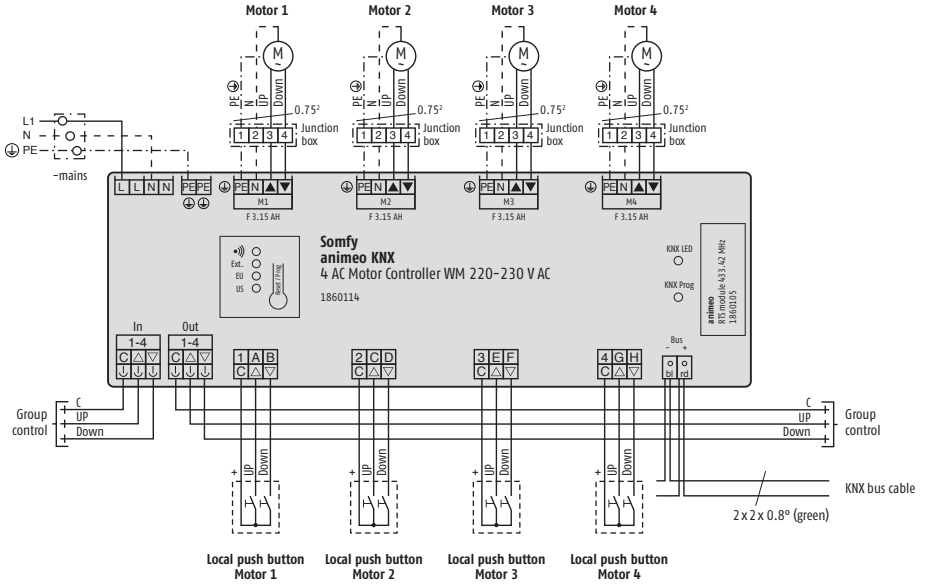 Motor 1 Motor 2 Motor 3 Motor 4
M ~ M ~ M ~ M ~
PE N UP Down PE N UP Down PE N UP Down PE N UP Down
0.75² 0.75² 0.75² 0.75²
1 2 3 4 Junction box 1 2 3 4 Junction box 1 2 3 4 Junction box 1 2 3 4 Junction box
L1
N
PE
~mains
L L N N PE PE PE N ▲ ▼ PE N ▲ ▼ PE N ▲ ▼ PE N ▲ ▼
M1 M2 M3 M4
F 3.15 AH F 3.15 AH F 3.15 AH F 3.15 AH
Ext.
EU
US
Reset / Prog
Somfy
animeo KNX
4 AC Motor Controller WM 220-230 V AC
1860114
KNX LED
KNX Prog
animeo
RTS module 433.42 MHz
1860105
In Out
1-4 1-4
C △ ▽ C △ ▽
1 A B 2 C D 3 E F 4 G H
C △ ▽ C △ ▽ C △ ▽ C △ ▽
Bus
- +
bl rd
Group control
C
UP
Down
C
UP
Down
Group control
+ UP Down + UP Down + UP Down + UP Down
KNX bus cable
2 x 2 x 0.8º (green)
Local push button Local push button Local push button Local push button
Motor 1 Motor 2 Motor 3 Motor 4